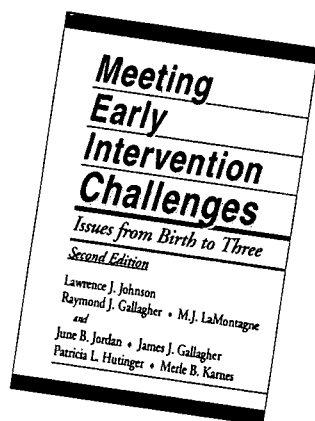 Meeting
Early
Intervention
Challenges
Issues from Birth to Three
Second Edition
Lawrence J. Johnson
Raymond J. Gallagher • M.J. LaMontagne
and
June B. Jordan • James J. Gallagher
Patricia L. Hutinger • Merle B. Karnes